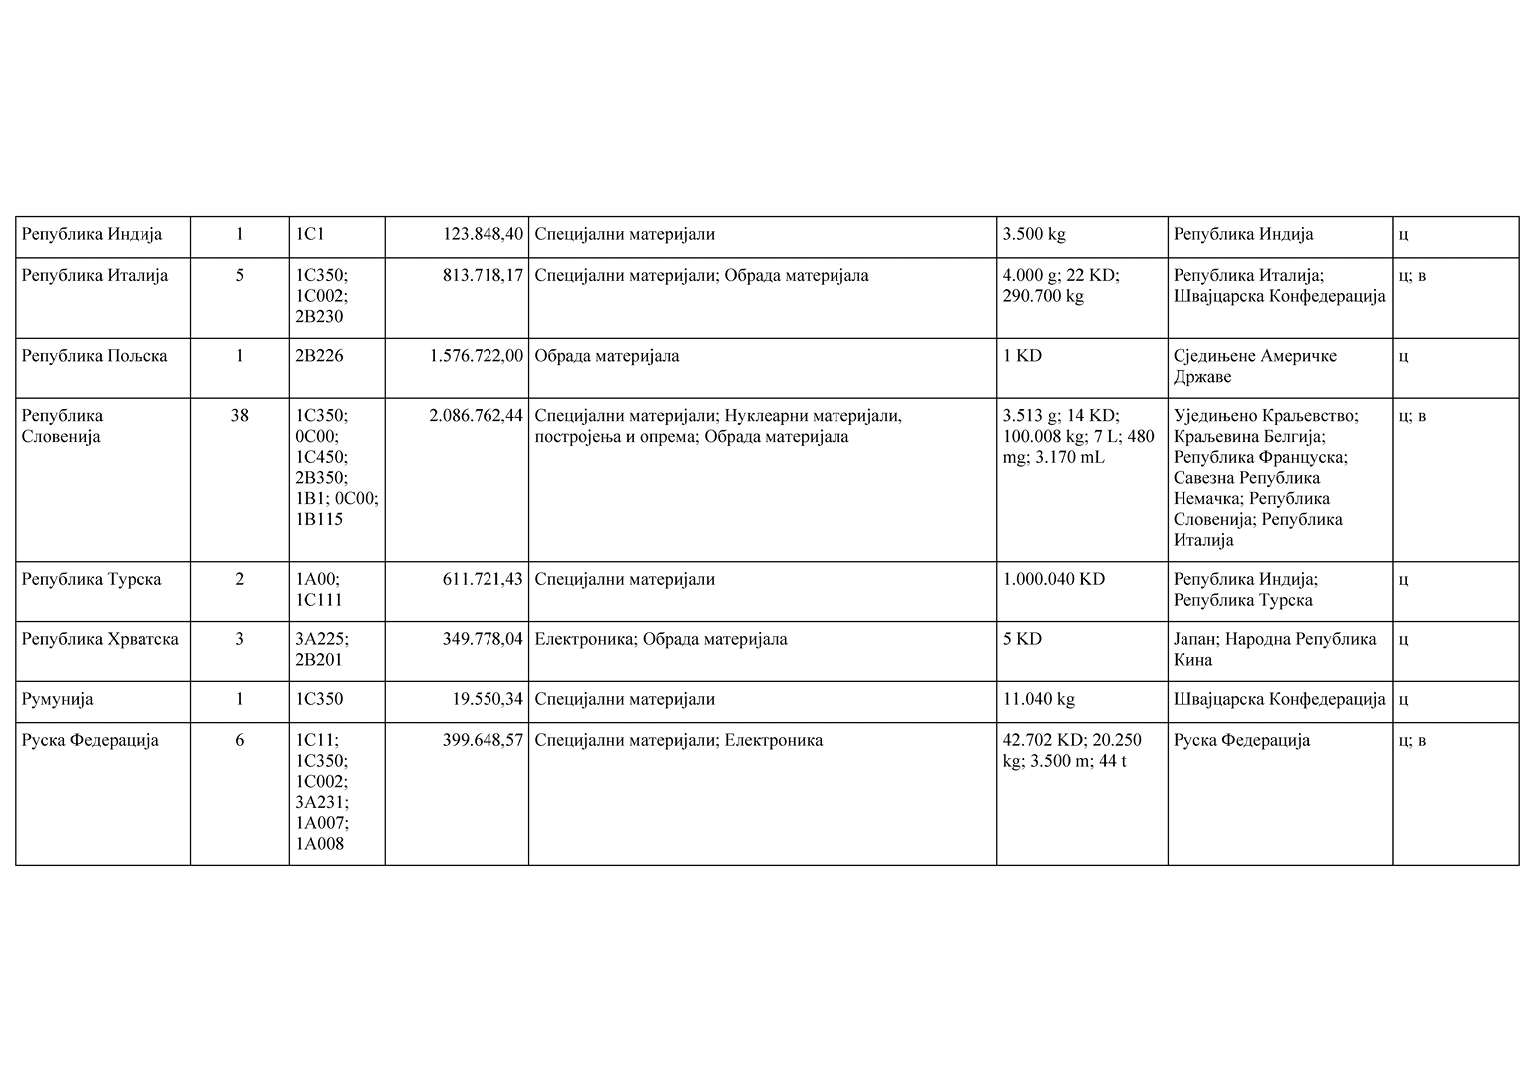 Република Индија 1 1C1 123.848,40 Специјални материјали 3.500 kg Република Индија ц
Република Италија 5 1C350; 813.718,17 Специјални материјали; Обрада материјала 4.000 g; 22 KD; Република Италија; ц; в
1C002; 290.700 kg Швајцарска Конфедерација
2B230
Република Пољска 1 2B226 1.576.722,00 Обрада материјала 1 KD Сједињене Америчке ц
Државе
Република 38 1C350; 2.086.762,44 Специјални материјали; Нуклеарни материјали, 3.513 g; 14 KD; Уједињено Краљевство; ц; в
Словенија 0C00; постројења и опрема; Обрада материјала 100.008 kg; 7 L; 480 Краљевина Белгија;
1C450; mg; 3.170 mL Република Француска;
2B350; Савезна Република
1B1; 0C00; Немачка; Република
1B115 Словенија; Република
Италија
Република Турска 2 1A00; 611.721,43 Специјални материјали 1.000.040 KD Република Индија; ц
1C111 Република Турска
Република Хрватска 3 3A225; 349.778,04 Електроника; Обрада материјала 5 KD Јапан; Народна Република ц
2B201 Кина
Румунија 1 1C350 19.550,34 Специјални материјали 11.040 kg Швајцарска Конфедерација ц
Руска Федерација 6 1C11; 399.648,57 Специјални материјали; Електроника 42.702 KD; 20.250 Руска Федерација ц; в
1C350; kg; 3.500 m; 44 t
1C002;
3A231;
1A007;
1A008